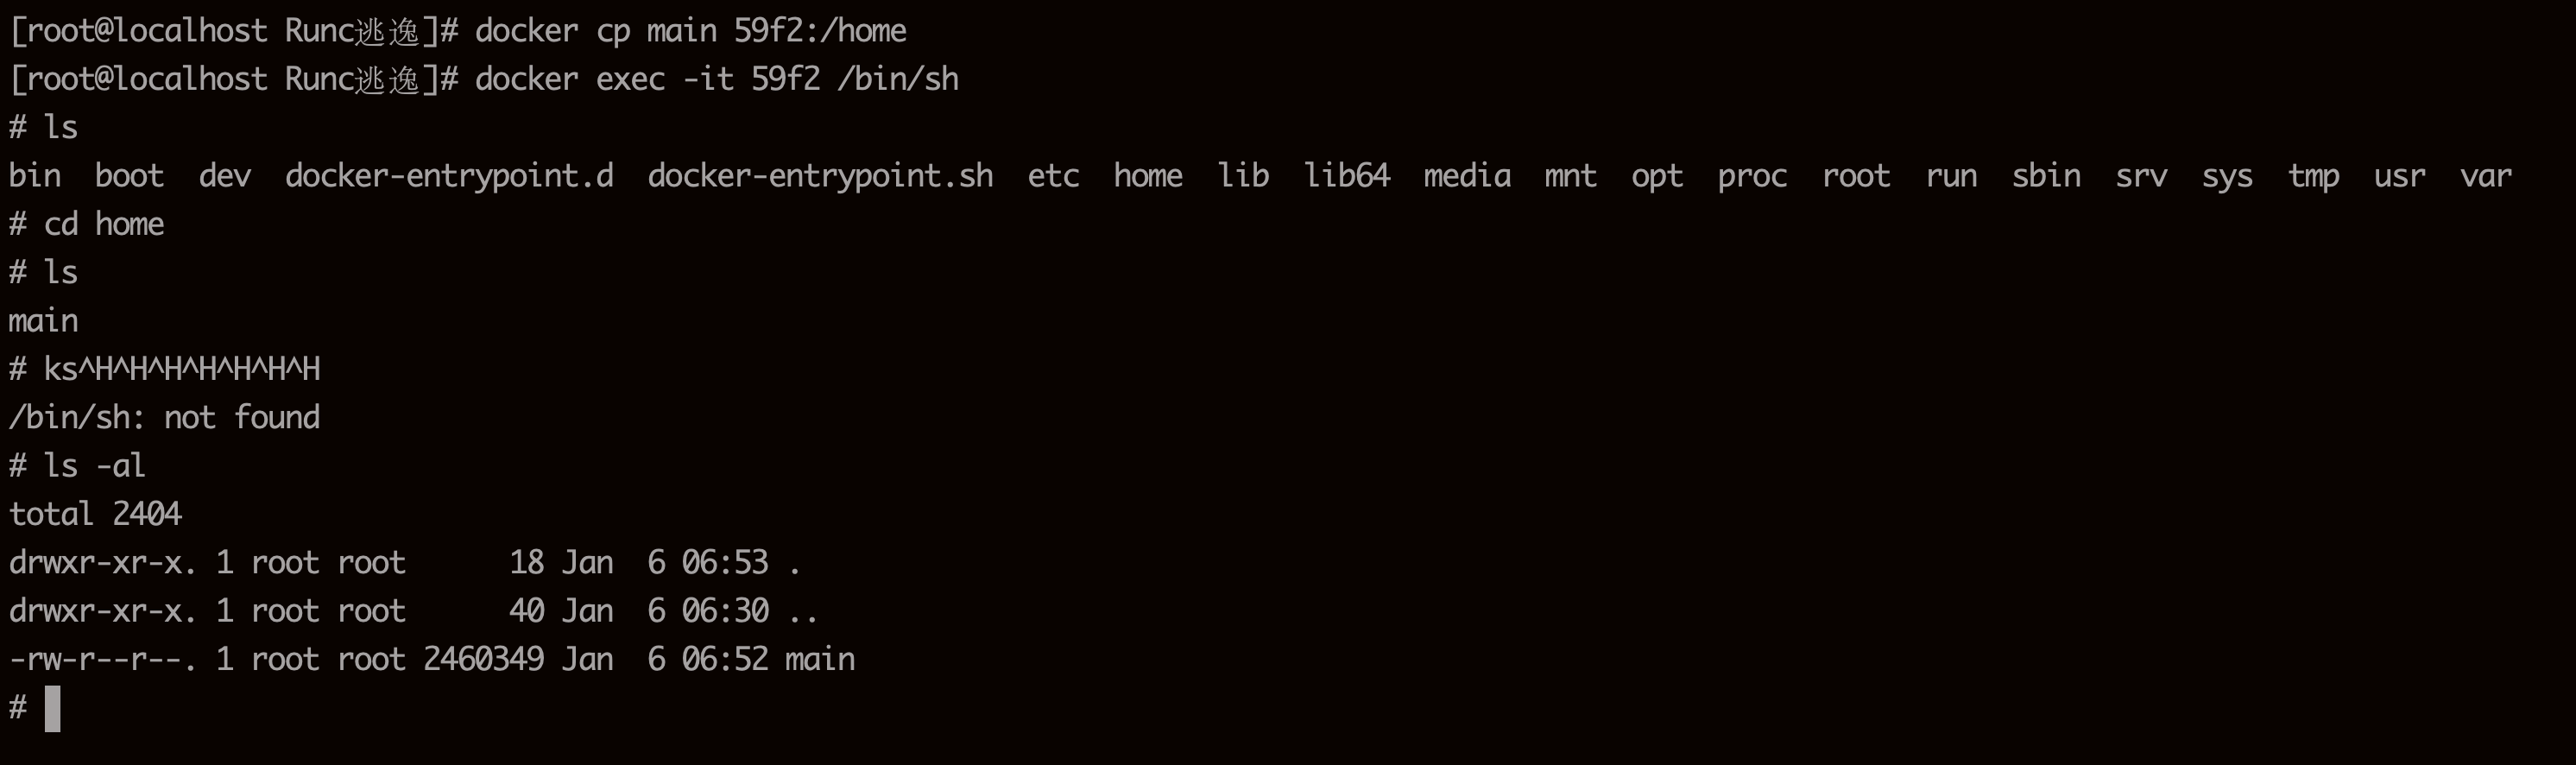 [root@localhost Runc逃逸]# docker cp main 59f2:/home
[root@localhost Runc逃逸]# docker exec -it 59f2 /bin/sh
# ls
bin  boot  dev  docker-entrypoint.d  docker-entrypoint.sh  etc  home  lib  lib64  media  mnt  opt  proc  root  run  sbin  srv  sys  tmp  usr  var
# cd home
# ls
main
# ks^H^H^H^H^H^H^H
/bin/sh: not found
# ls -al
total 2404
drwxr-xr-x. 1 root root      18 Jan  6 06:53 .
drwxr-xr-x. 1 root root      40 Jan  6 06:30 ..
-rw-r--r--. 1 root root 2460349 Jan  6 06:52 main
#